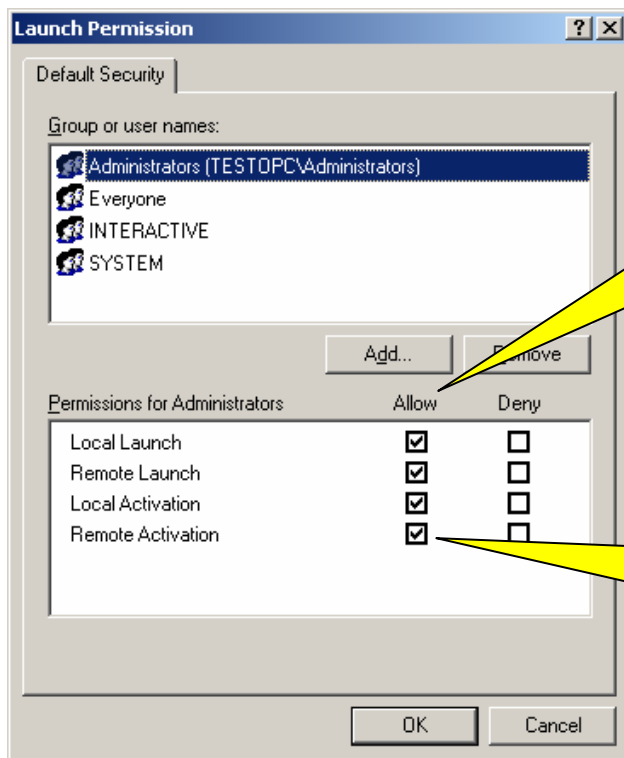 Launch Permission
Default Security
Group or user names:
Administrators (TESTOPC\Administrators)
Everyone
INTERACTIVE
SYSTEM
Add... Remove
Permissions for Administrators Allow Deny
Local Launch
Remote Launch
Local Activation
Remote Activation
OK Cancel